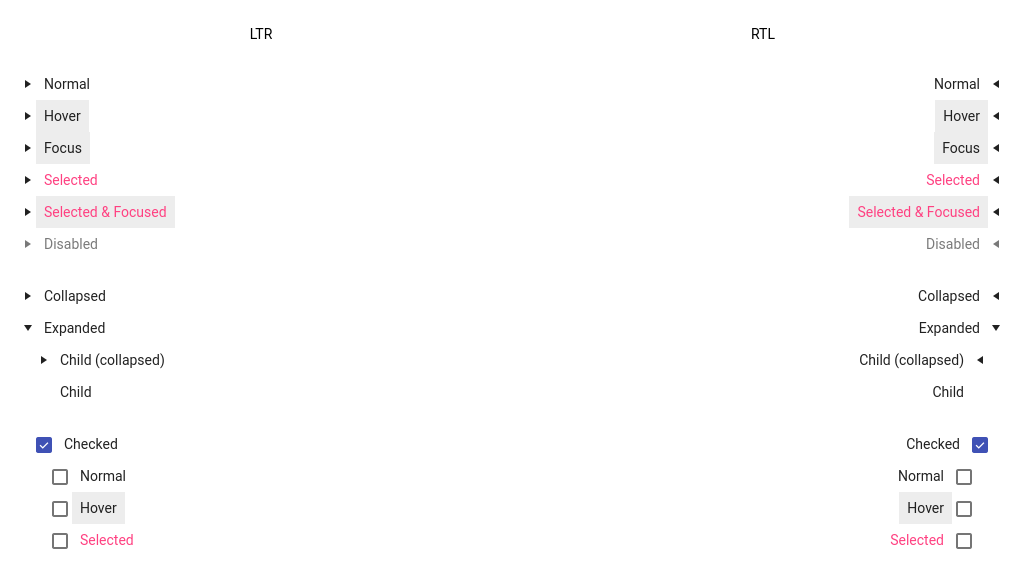 LTR RTL
Normal Normal
Hover Hover
Focus Focus
Selected Selected
Selected & Focused Selected & Focused
Disabled Disabled
Collapsed Collapsed
Expanded Expanded
Child (collapsed) Child (collapsed)
Child Child
Checked Checked
Normal Normal
Hover Hover
Selected Selected